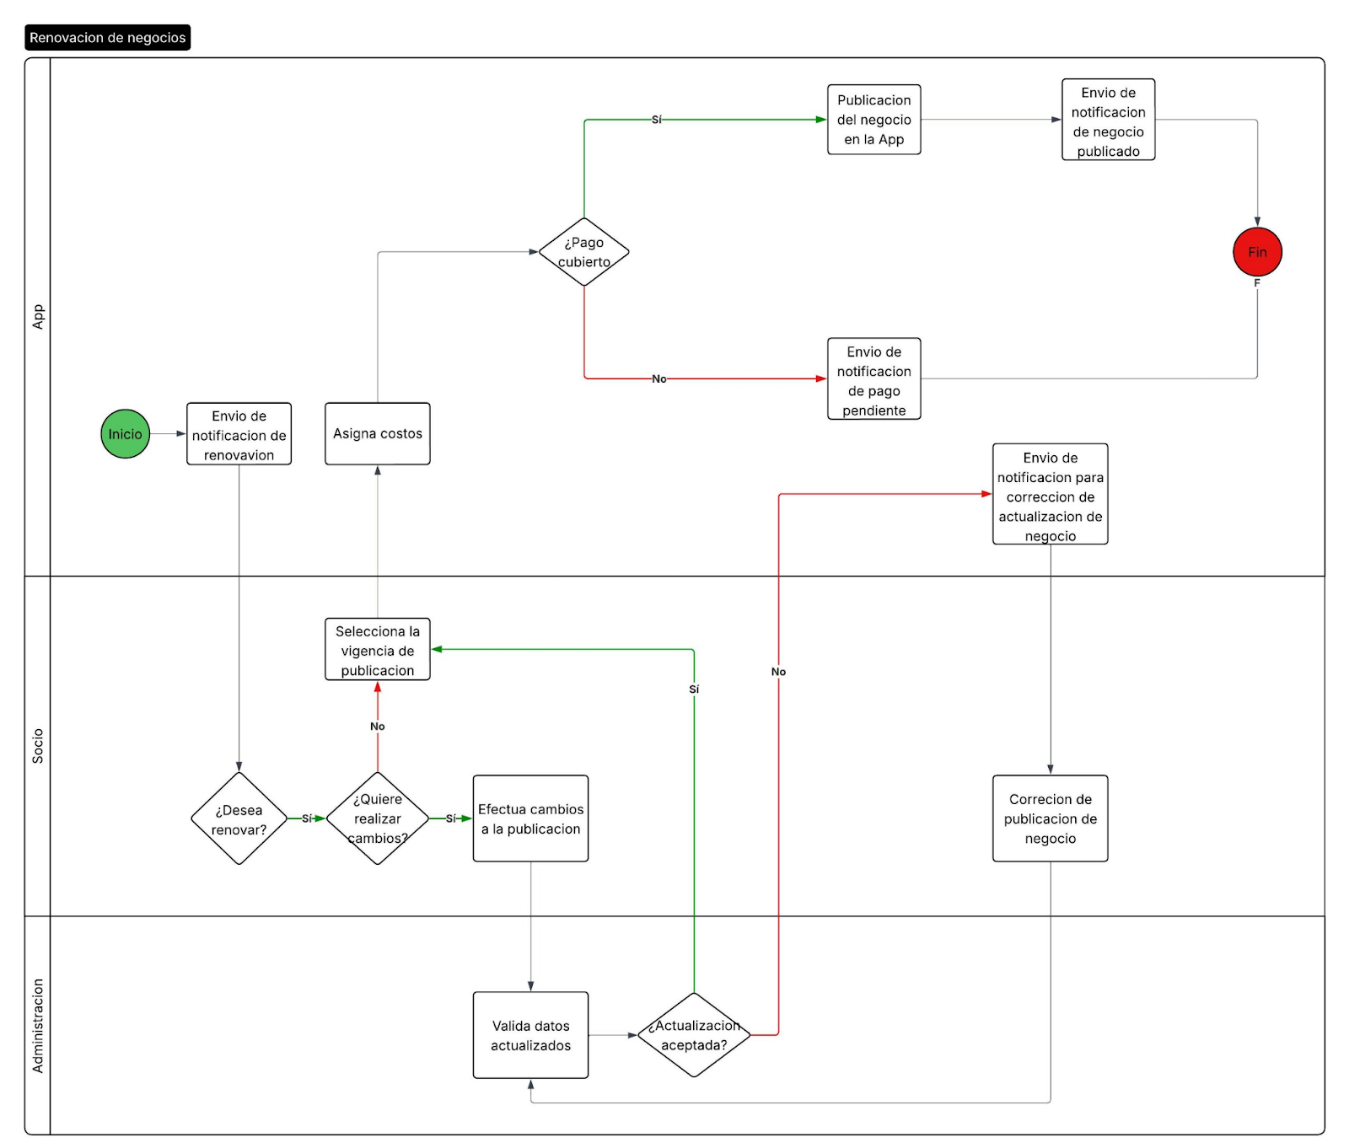 Renovacion de negocios
App
Publicacion
del negocio
en la App
Envio de
notificacion
de negocio
publicado
Sí
¿Pago
cubierto
Fin
F
No
Envio de
notificacion
de pago
pendiente
Inicio
Envio de
notificacion de
renovavion
Asigna costos
Envio de
notificacion para
correccion de
actualizacion de
negocio
Socio
Selecciona la
vigencia de
publicacion
Sí
No
No
¿Desea
renovar?
Sí
¿Quiere
realizar
cambios?
Sí
Efectua cambios
a la publicacion
Correcion de
publicacion de
negocio
Administracion
Valida datos
actualizados
¿Actualizacion
aceptada?